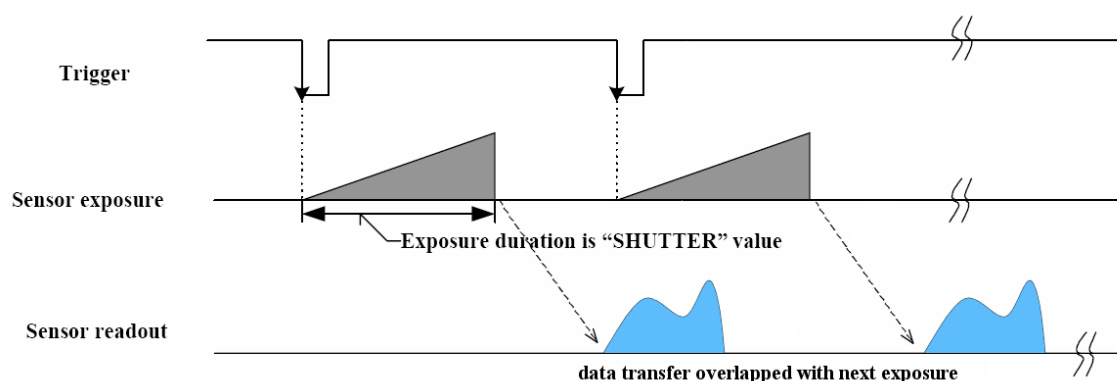 Trigger
Sensor exposure
Exposure duration is “SHUTTER” value
Sensor readout
data transfer overlapped with next exposure